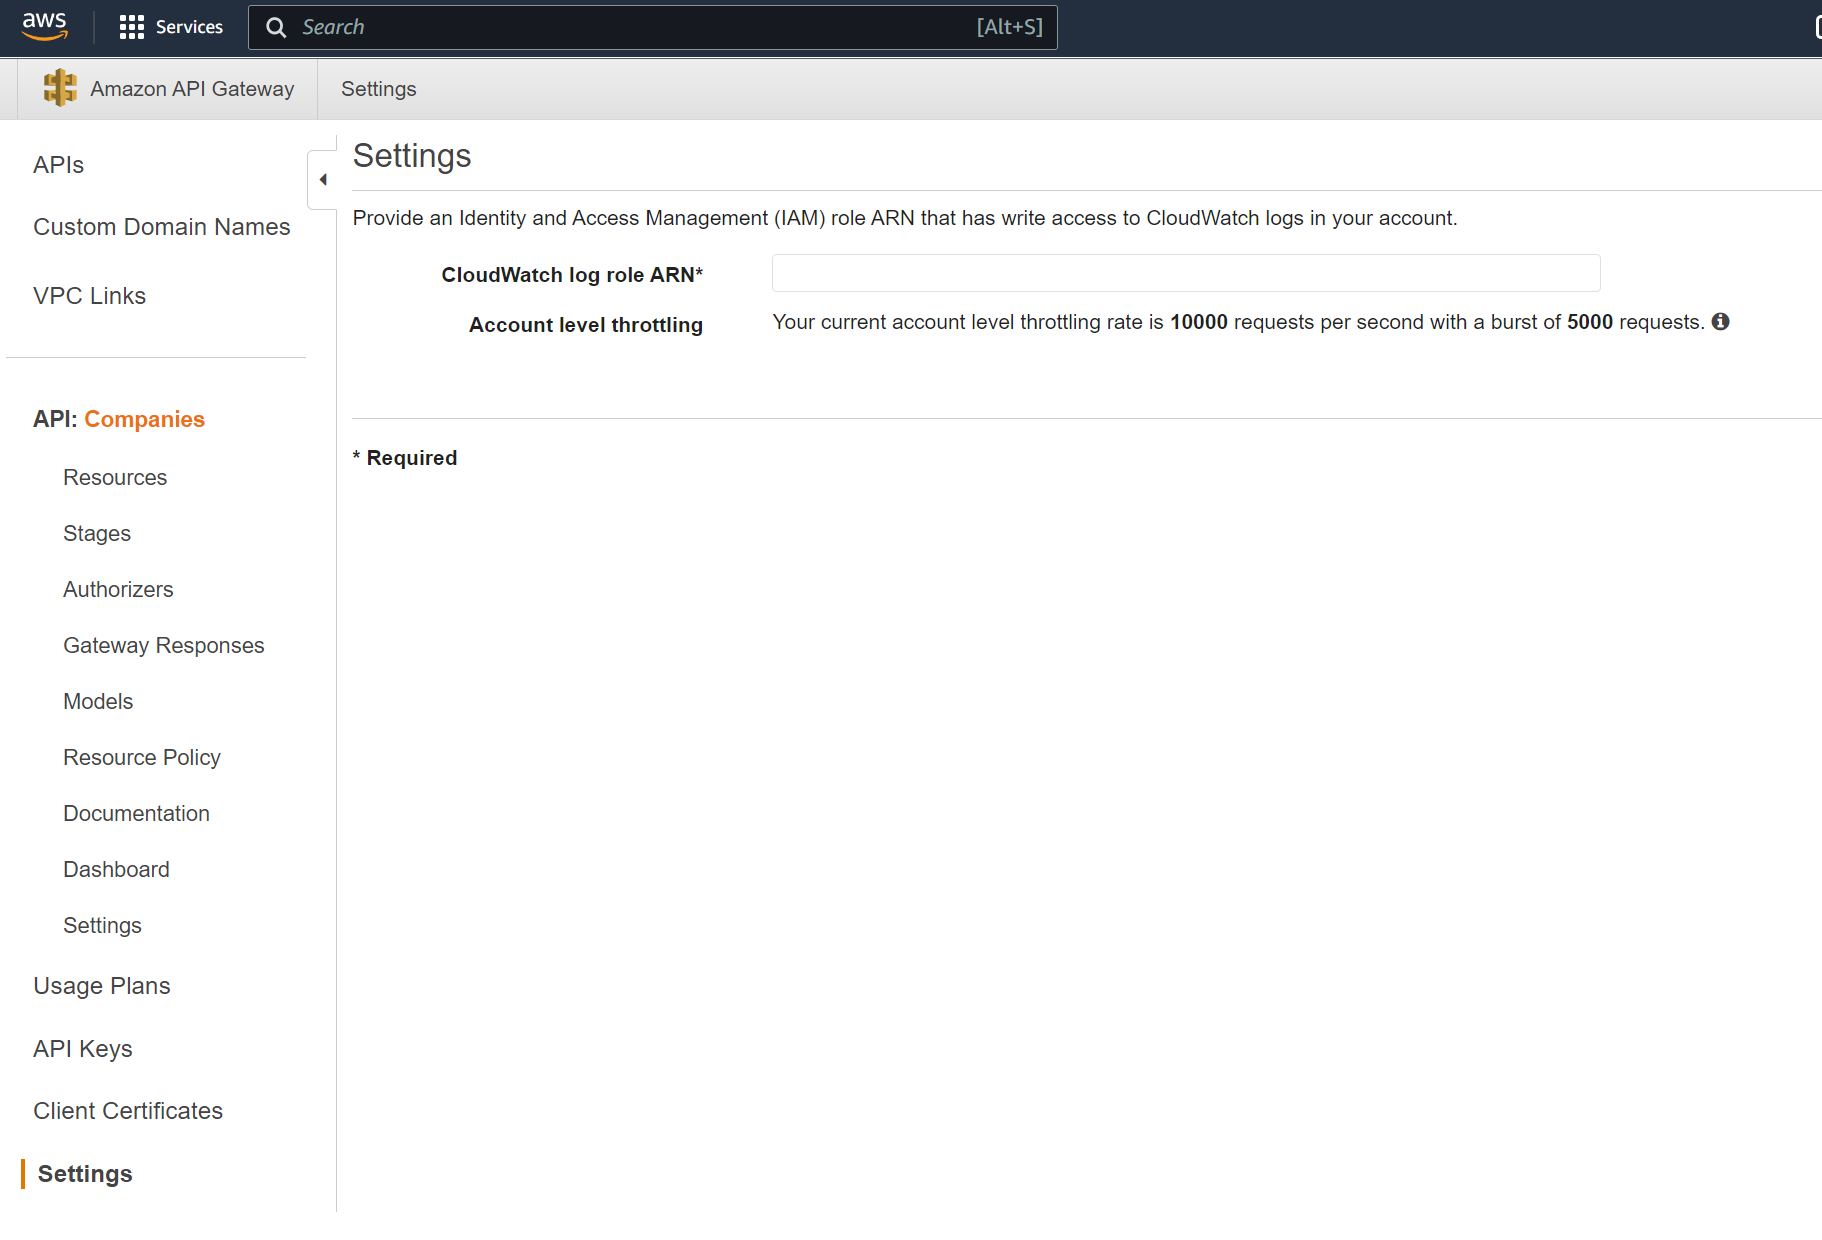 aws
Services
Search
[Alt+S]
Amazon API Gateway
Settings
APIs
Custom Domain Names
VPC Links
API: Companies
Resources
Stages
Authorizers
Gateway Responses
Models
Resource Policy
Documentation
Dashboard
Settings
Usage Plans
API Keys
Client Certificates
Settings
Settings
Provide an Identity and Access Management (IAM) role ARN that has write access to CloudWatch logs in your account.
CloudWatch log role ARN*
Account level throttling
Your current account level throttling rate is 10000 requests per second with a burst of 5000 requests.
* Required